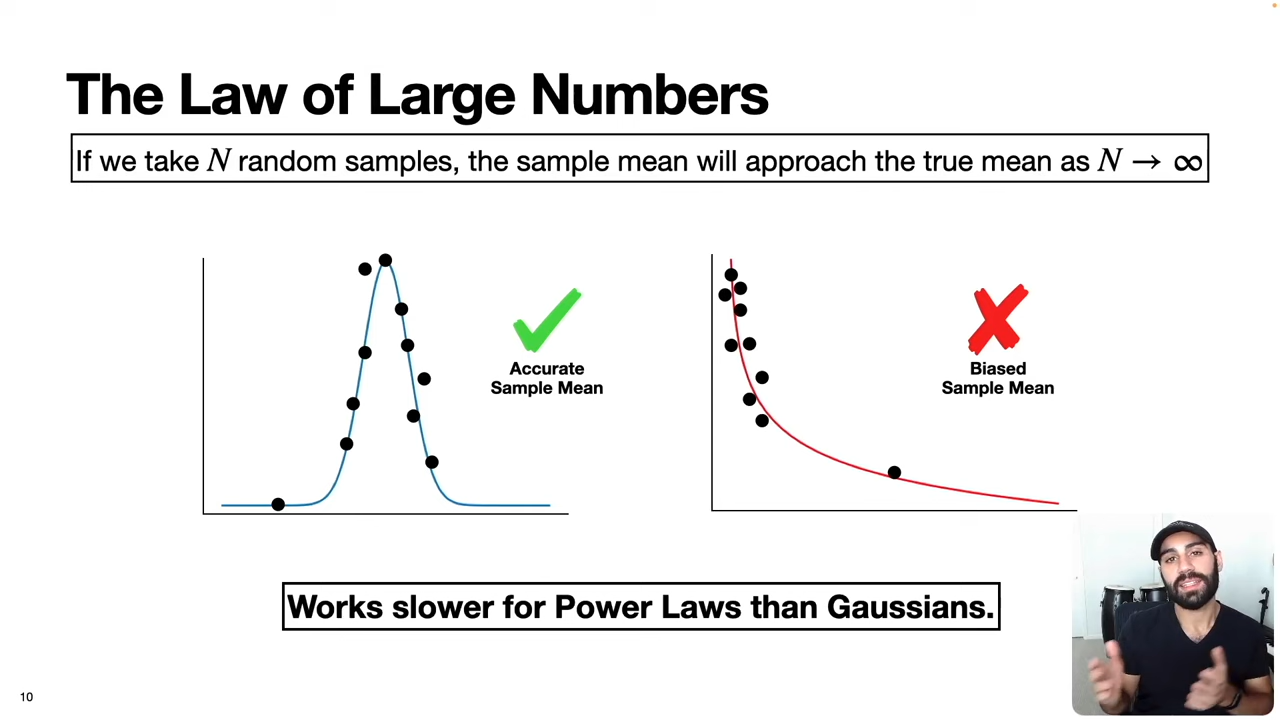 The Law of Large Numbers
If we take N random samples, the sample mean will approach the true mean as N → ∞
Accurate
Sample Mean
Biased
Sample Mean
Works slower for Power Laws than Gaussians.
10